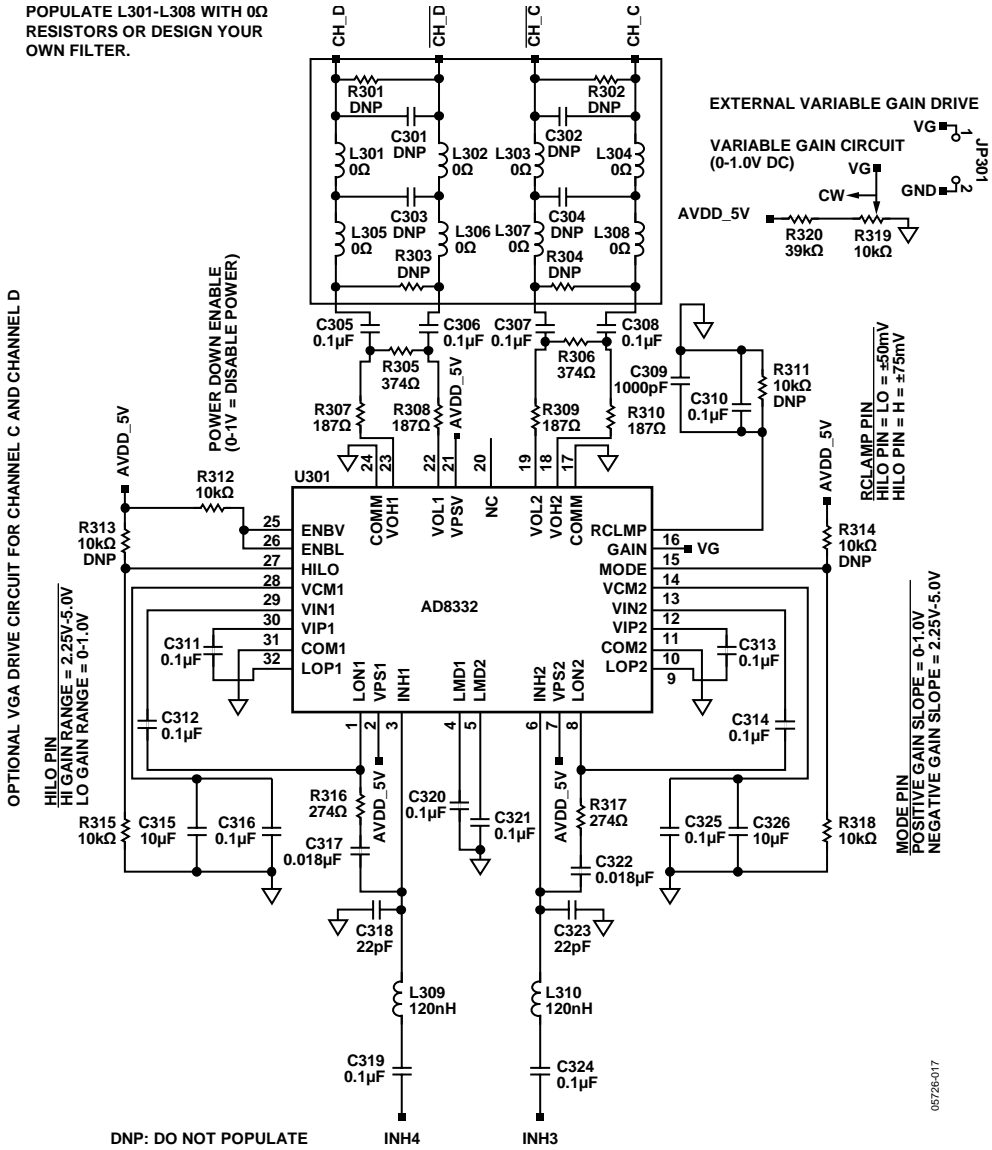 POPULATE L301-L308 WITH 0Ω
RESISTORS OR DESIGN YOUR
OWN FILTER.
CH_D
CH_D
CH_C
CH_C
R301
DNP
R302
DNP
C301
DNP
C302
DNP
L301
0Ω
L302
0Ω
L303
0Ω
L304
0Ω
C303
DNP
C304
DNP
L305
0Ω
L306
0Ω
L307
0Ω
L308
0Ω
R303
DNP
R304
DNP
EXTERNAL VARIABLE GAIN DRIVE
VG
1
JP301
GND
2
VARIABLE GAIN CIRCUIT
(0-1.0V DC)
VG
CW
AVDD_5V
R320
39kΩ
R319
10kΩ
OPTIONAL VGA DRIVE CIRCUIT FOR CHANNEL C AND CHANNEL D
POWER DOWN ENABLE
(0-1V = DISABLE POWER)
C305
0.1µF
C306
0.1µF
C307
0.1µF
C308
0.1µF
R305
374Ω
R306
374Ω
R307
187Ω
R308
187Ω
AVDD_5V
R309
187Ω
R310
187Ω
C309
1000pF
C310
0.1µF
R311
10kΩ
DNP
RCLAMP PIN
HILO PIN = LO = ±50mV
HILO PIN = H = ±75mV
AVDD_5V
R312
10kΩ
R313
10kΩ
DNP
AVDD_5V
R314
10kΩ
DNP
U301
24
23
22
21
20
19
18
17
COMM
VOH1
VOL1
VPSV
NC
VOL2
VOH2
COMM
25
ENBV
26
ENBL
27
HILO
28
VCM1
29
VIN1
30
VIP1
31
COM1
32
LOP1
AD8332
RCLMP
16
GAIN
VG
15
MODE
14
VCM2
13
VIN2
12
VIP2
11
COM2
10
LOP2
9
LON1
VPS1
INH1
LMD1
LMD2
INH2
VPS2
LON2
1
2
3
4
5
6
7
8
C311
0.1µF
C313
0.1µF
C312
0.1µF
C314
0.1µF
HILO PIN
HI GAIN RANGE = 2.25V-5.0V
LO GAIN RANGE = 0-1.0V
MODE PIN
POSITIVE GAIN SLOPE = 0-1.0V
NEGATIVE GAIN SLOPE = 2.25V-5.0V
R315
10kΩ
C315
10µF
C316
0.1µF
R316
274Ω
AVDD_5V
C317
0.018µF
C320
0.1µF
C321
0.1µF
AVDD_5V
R317
274Ω
C322
0.018µF
C325
0.1µF
C326
10µF
R318
10kΩ
C318
22pF
C323
22pF
L309
120nH
L310
120nH
C319
0.1µF
C324
0.1µF
INH4
INH3
DNP: DO NOT POPULATE
05726-017